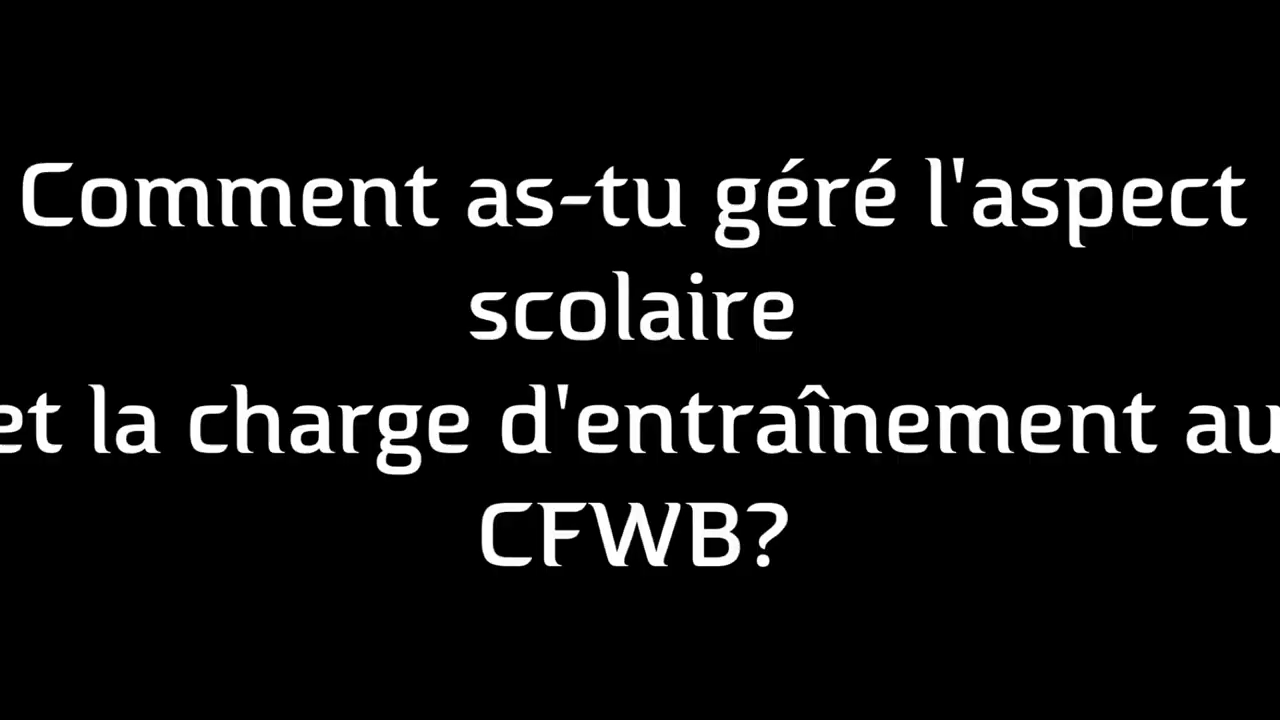 Comment as-tu géré l'aspect
scolaire
et la charge d'entraînement au
CFWB?